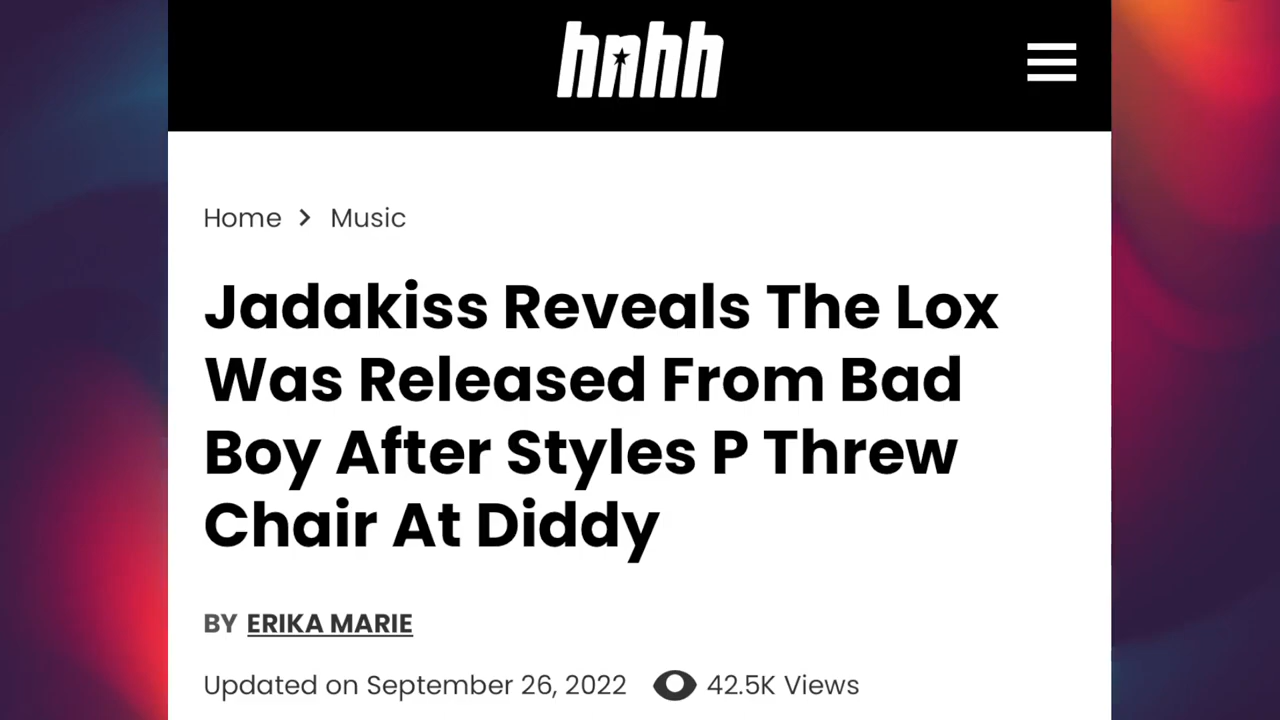 hnhh
Home > Music
Jadakiss Reveals The Lox
Was Released From Bad
Boy After Styles P Threw
Chair At Diddy
BY ERIKA MARIE
Updated on September 26, 2022 42.5K Views